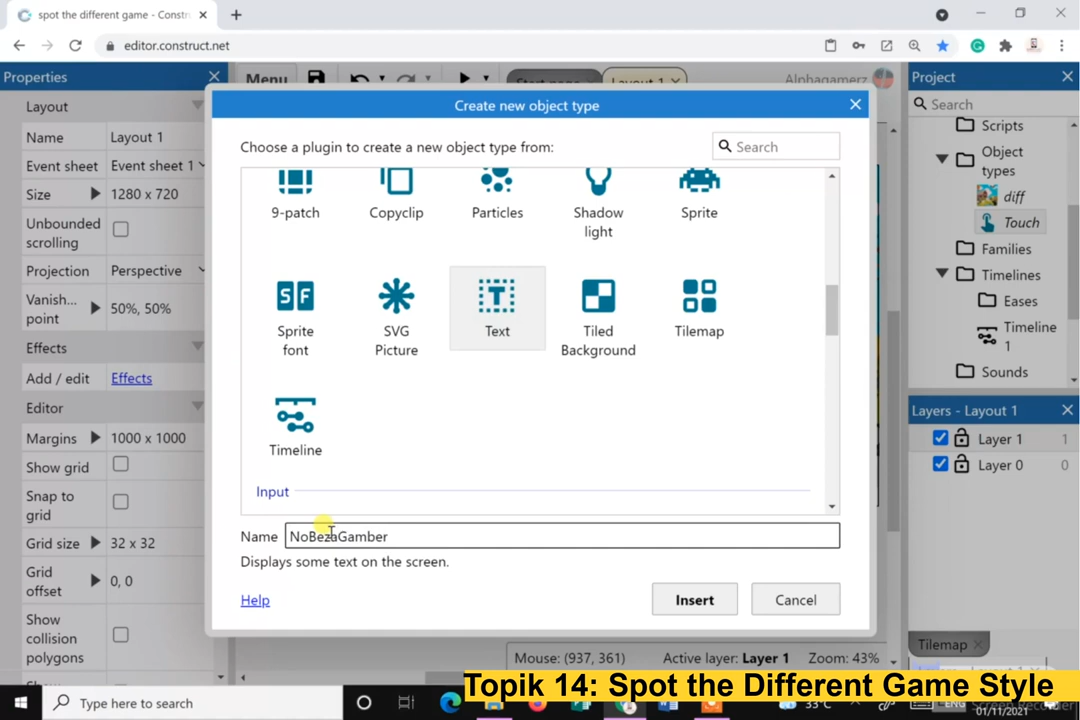 spot the different game - Constr
editor.construct.net
Properties
Menu
Start page
Layout 1
Alphagamerz
Project
Create new object type
Search
Layout
Name Layout 1
Event sheet Event sheet 1
Size 1280 x 720
Unbounded
scrolling
Projection Perspective
Vanish...
point
50%, 50%
Effects
Add / edit Effects
Editor
Margins 1000 x 1000
Show grid
Snap to
grid
Grid size 32 x 32
Grid
offset
0, 0
Show
collision
polygons
Choose a plugin to create a new object type from:
Search
9-patch
Copyclip
Particles
Shadow
light
Sprite
Sprite
font
SVG
Picture
Text
Tiled
Background
Tilemap
Timeline
Input
Name NoBezaGamber
Displays some text on the screen.
Help
Insert
Cancel
Scripts
Object
types
diff
Touch
Families
Timelines
Eases
Timeline
1
Sounds
Layers - Layout 1
Layer 1 1
Layer 0 0
Tilemap
Mouse: (937, 361)
Active layer: Layer 1
Zoom: 43%
Topik 14: Spot the Different Game Style
Type here to search
33°C
ENG
01/11/2021